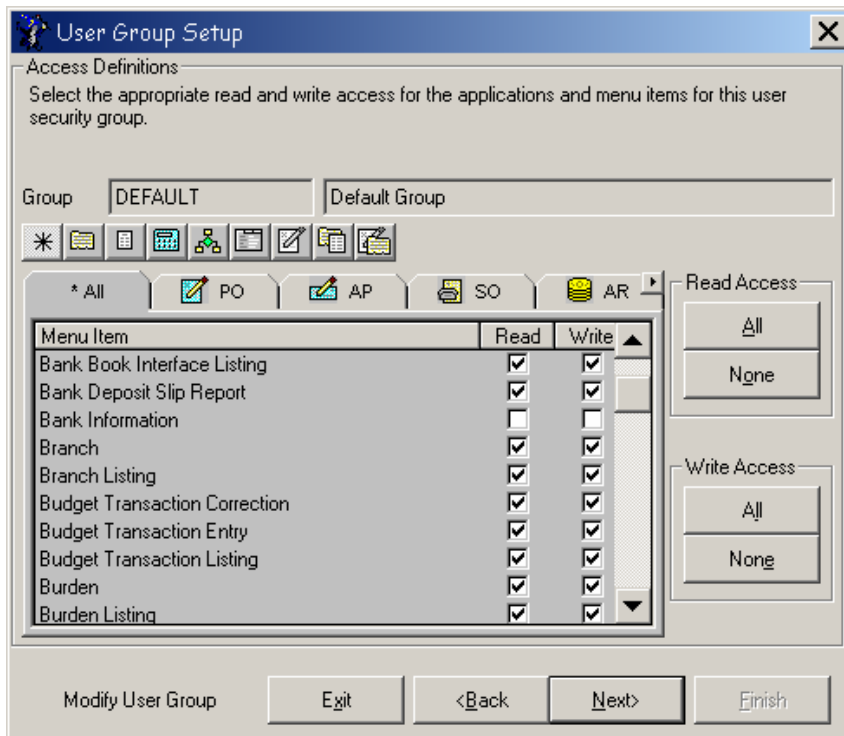 User Group Setup
Access Definitions
Select the appropriate read and write access for the applications and menu items for this user
security group.
Group DEFAULT Default Group
* All PO AP SO AR
Menu Item Read Write
Bank Book Interface Listing
Bank Deposit Slip Report
Bank Information
Branch
Branch Listing
Budget Transaction Correction
Budget Transaction Entry
Budget Transaction Listing
Burden
Burden Listing
Read Access
All
None
Write Access
All
None
Modify User Group Exit <Back Next> Finish